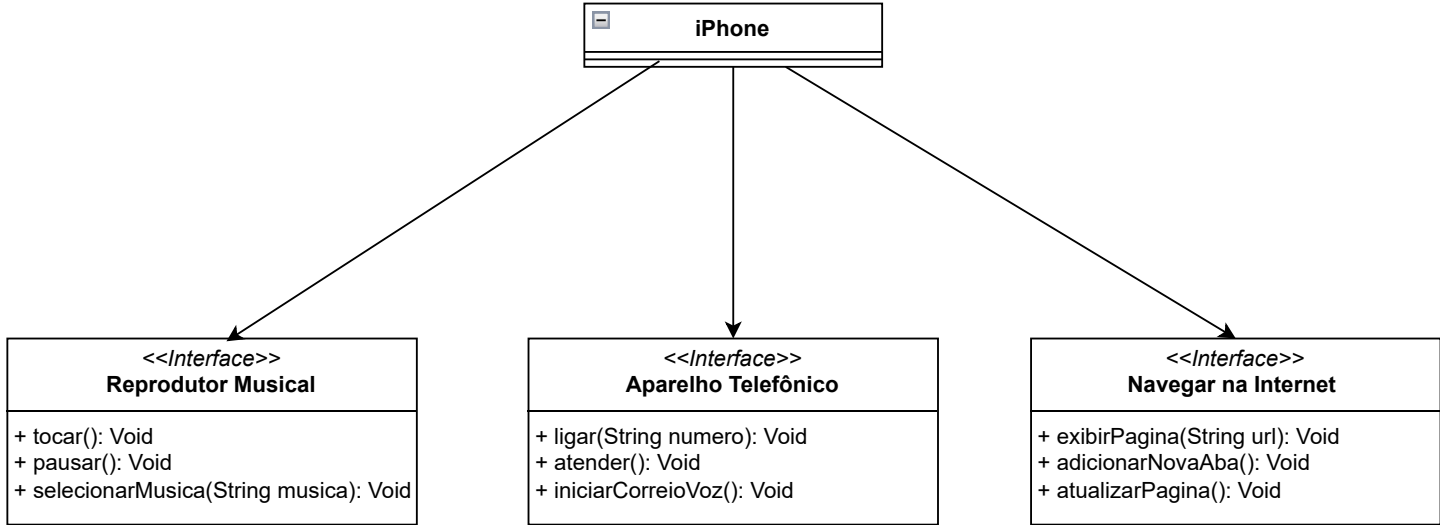 iPhone
<<Interface>>
Reprodutor Musical
+ tocar(): Void
+ pausar(): Void
+ selecionarMusica(String musica): Void
<<Interface>>
Aparelho Telefônico
+ ligar(String numero): Void
+ atender(): Void
+ iniciarCorreioVoz(): Void
<<Interface>>
Navegar na Internet
+ exibirPagina(String url): Void
+ adicionarNovaAba(): Void
+ atualizarPagina(): Void